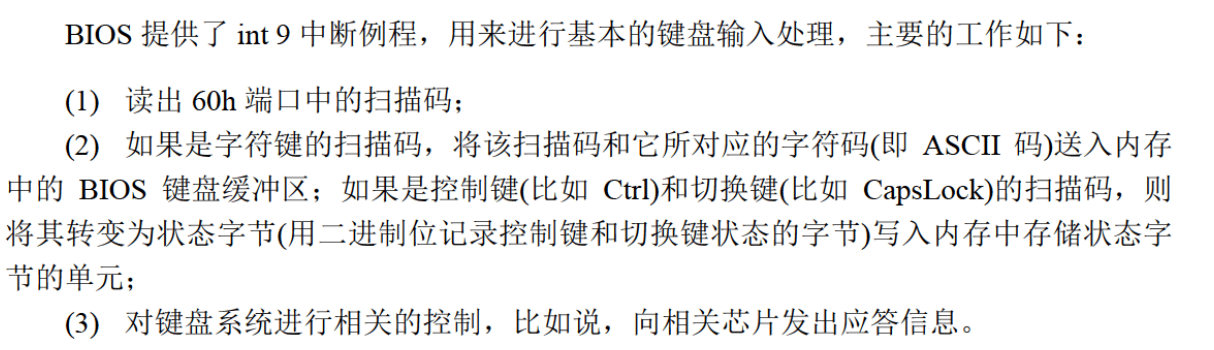 BIOS 提供了 int 9 中断例程，用来进行基本的键盘输入处理，主要的工作如下：
(1) 读出 60h 端口中的扫描码；
(2) 如果是字符键的扫描码，将该扫描码和它所对应的字符码(即 ASCII 码)送入内存
中的 BIOS 键盘缓冲区；如果是控制键(比如 Ctrl)和切换键(比如 CapsLock)的扫描码，则
将其转变为状态字节(用二进制位记录控制键和切换键状态的字节)写入内存中存储状态字
节的单元；
(3) 对键盘系统进行相关的控制，比如说，向相关芯片发出应答信息。